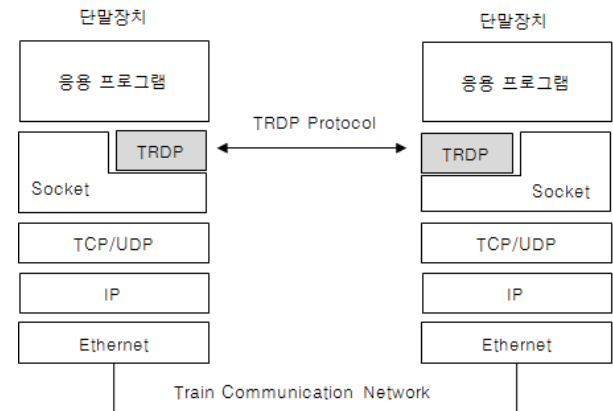 단말장치
단말장치
응용 프로그램
응용 프로그램
TRDP Protocol
TRDP
TRDP
Socket
Socket
TCP/UDP
TCP/UDP
IP
IP
Ethernet
Ethernet
Train Communication Network